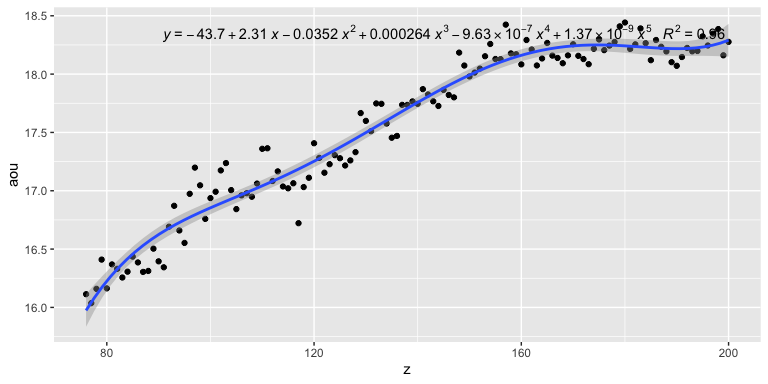 y = −43.7 + 2.31 x − 0.0352 x² + 0.000264 x³ − 9.63 × 10⁻⁷ x⁴ + 1.37 × 10⁻⁹ x⁵ R² = 0.96
18.5
18.0
17.5
17.0
16.5
16.0
aou
80 120 160 200
z